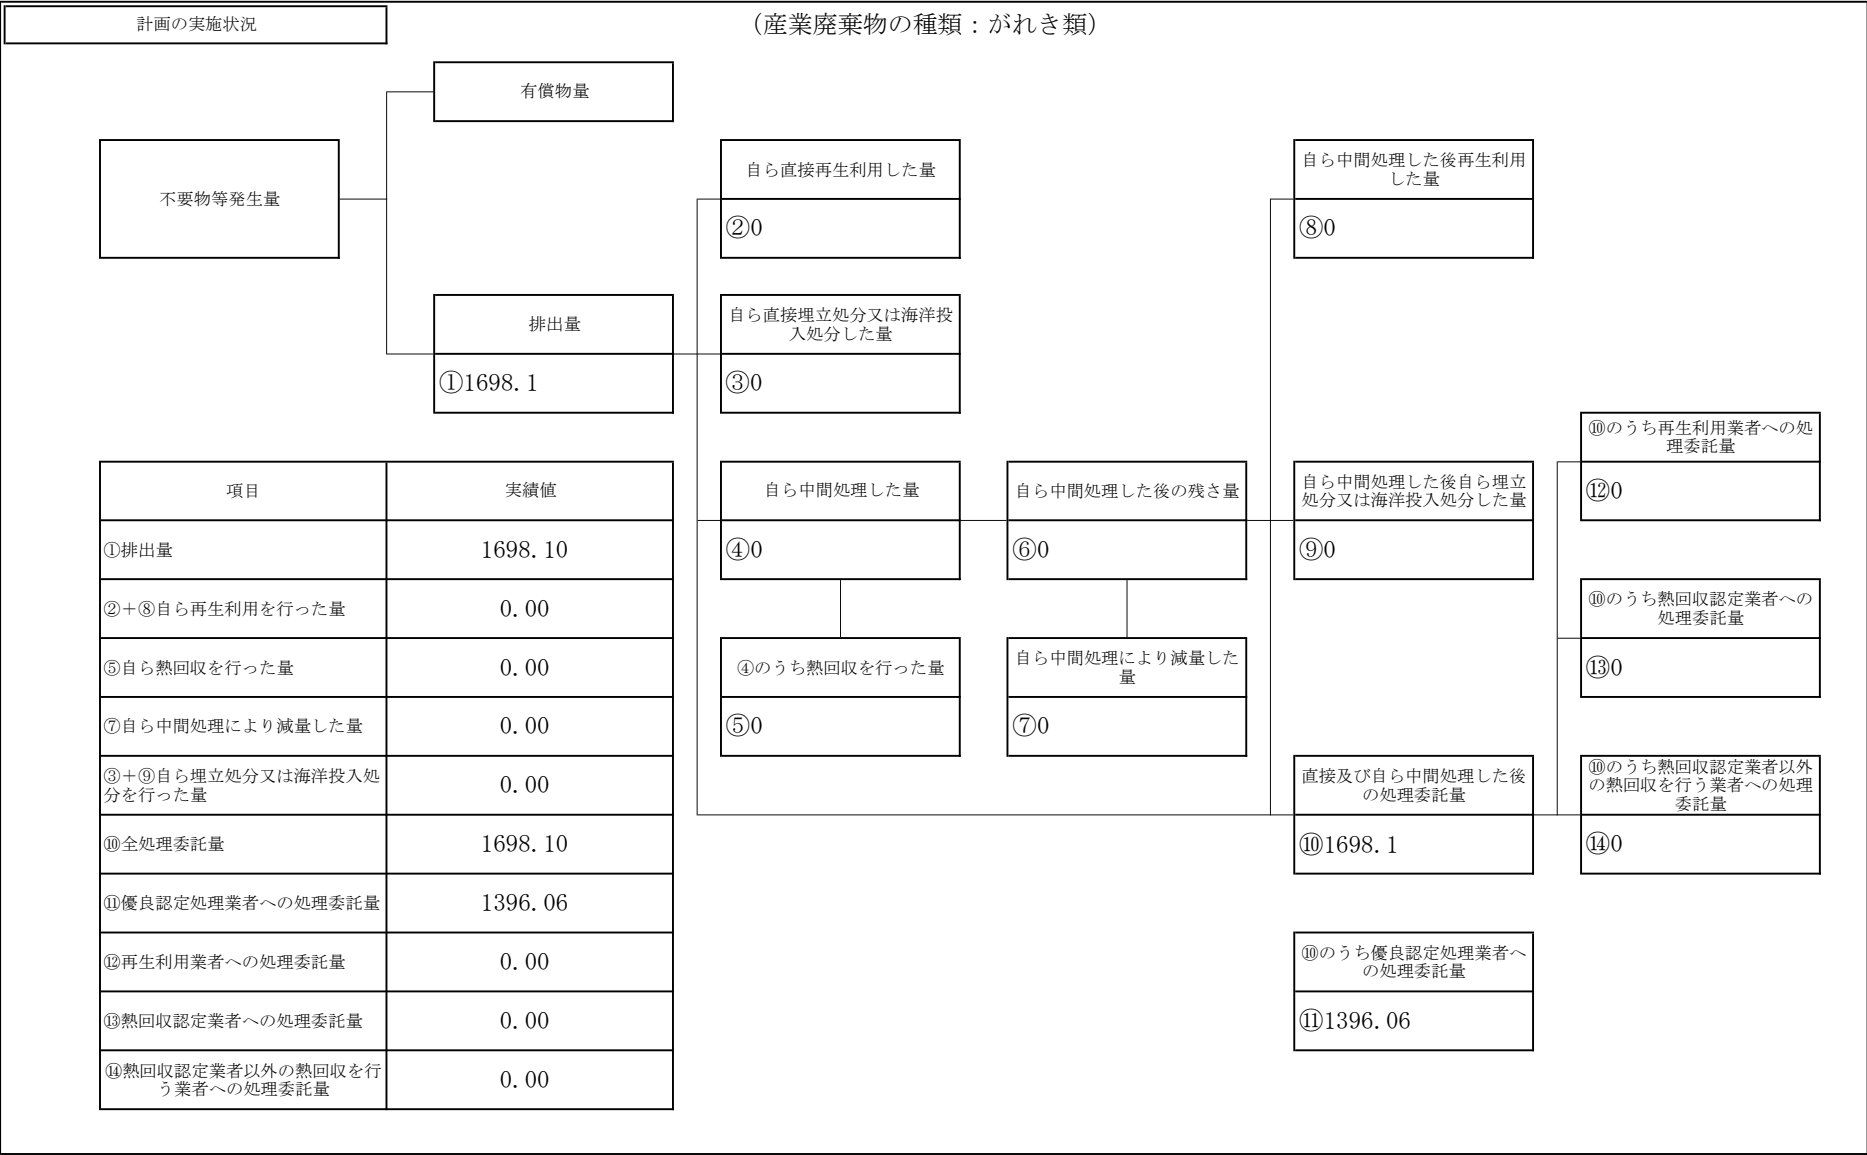 計画の実施状況
（産業廃棄物の種類：がれき類）
有償物量
不要物等発生量
自ら直接再生利用した量
②0
自ら中間処理した後再生利用
した量
⑧0
排出量
①1698.1
自ら直接埋立処分又は海洋投
入処分した量
③0
⑩のうち再生利用業者への処
理委託量
⑫0
自ら中間処理した量
④0
自ら中間処理した後の残さ量
⑥0
自ら中間処理した後自ら埋立
処分又は海洋投入処分した量
⑨0
⑩のうち熱回収認定業者への
処理委託量
⑬0
④のうち熱回収を行った量
⑤0
自ら中間処理により減量した
量
⑦0
直接及び自ら中間処理した後
の処理委託量
⑩1698.1
⑩のうち熱回収認定業者以外
の熱回収を行う業者への処理
委託量
⑭0
⑩のうち優良認定処理業者へ
の処理委託量
⑪1396.06
項目 実績値
①排出量 1698.10
②＋⑧自ら再生利用を行った量 0.00
⑤自ら熱回収を行った量 0.00
⑦自ら中間処理により減量した量 0.00
③＋⑨自ら埋立処分又は海洋投入処
分を行った量 0.00
⑩全処理委託量 1698.10
⑪優良認定処理業者への処理委託量 1396.06
⑫再生利用業者への処理委託量 0.00
⑬熱回収認定業者への処理委託量 0.00
⑭熱回収認定業者以外の熱回収を行
う業者への処理委託量 0.00